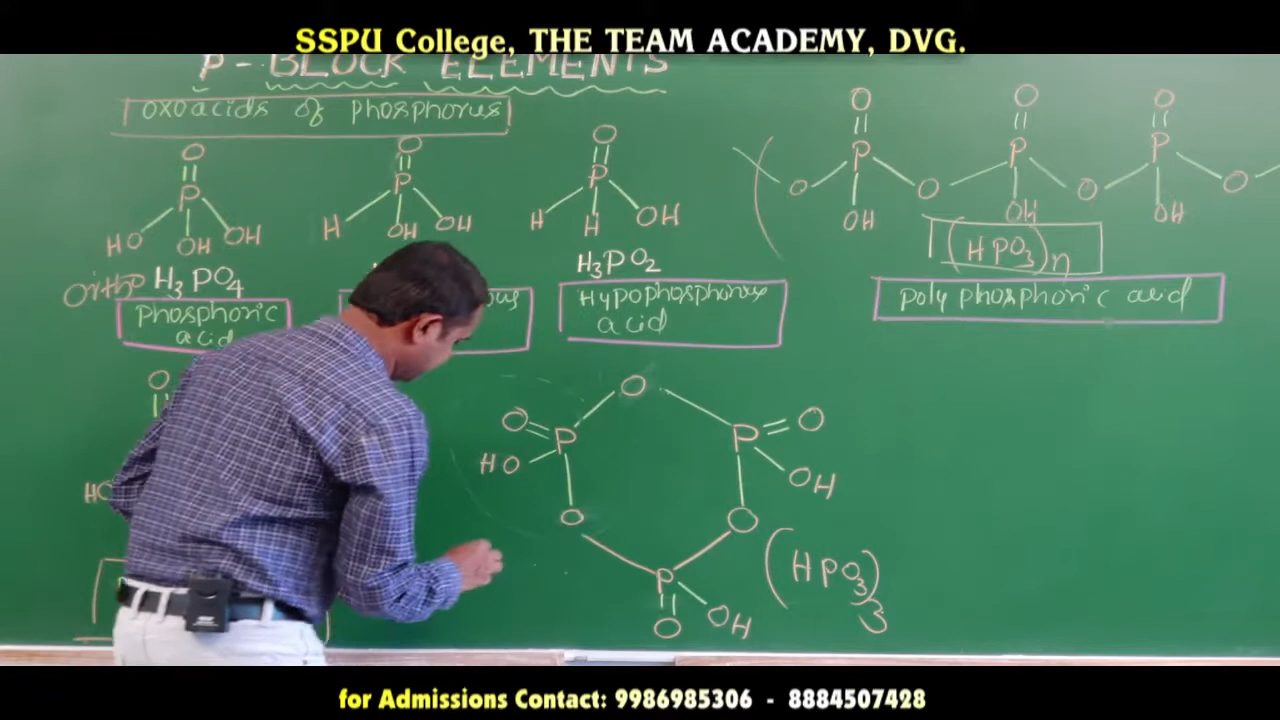 SSPU College, THE TEAM ACADEMY, DVG.
P - BLOCK ELEMENTS
oxoacids of phosphorus
O
P
HO OH OH
O
P
H OH OH
O
P
H H OH
O O O
P P P
O O O O
OH OH OH
(HPO3)n
Ortho H3PO4
phosphoric
acid
H3PO2
Hypophosphorus
acid
poly phosphoric acid
O
HO
O
O P P O
HO OH
O O
P
O OH
(HPO3)3
for Admissions Contact: 9986985306 - 8884507428